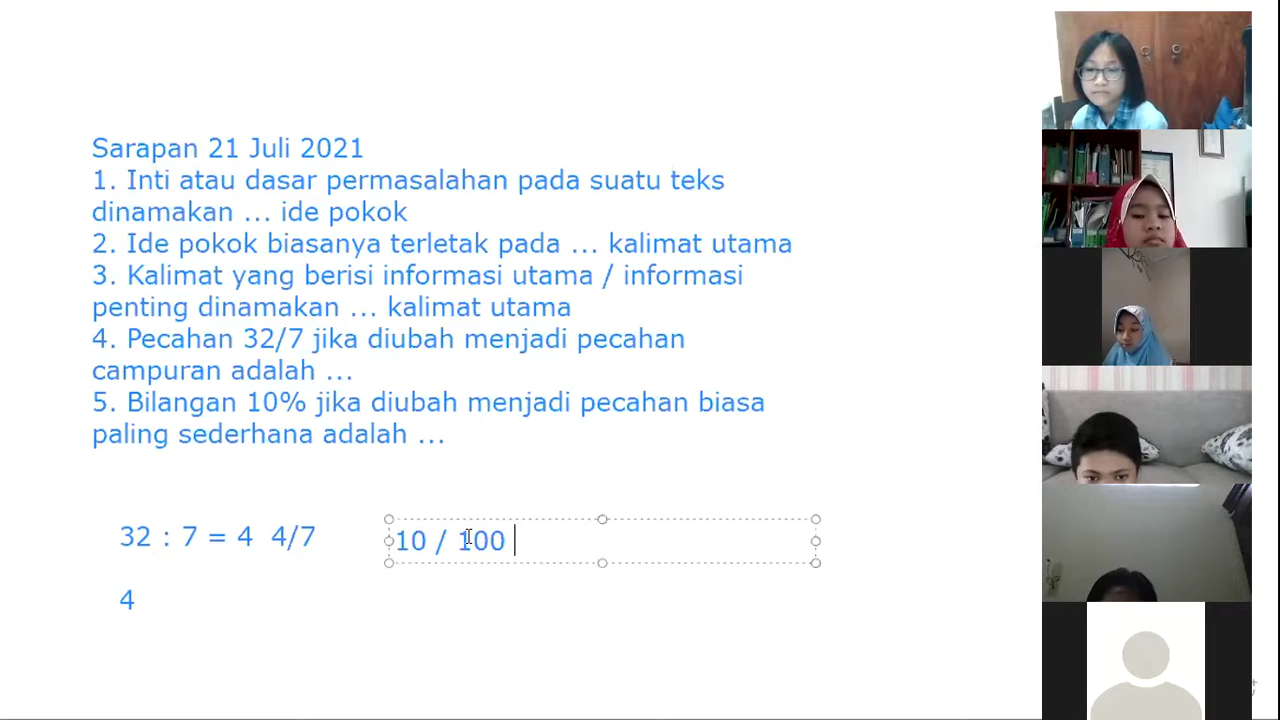 Sarapan 21 Juli 2021
1. Inti atau dasar permasalahan pada suatu teks
dinamakan ... ide pokok
2. Ide pokok biasanya terletak pada ... kalimat utama
3. Kalimat yang berisi informasi utama / informasi
penting dinamakan ... kalimat utama
4. Pecahan 32/7 jika diubah menjadi pecahan
campuran adalah ...
5. Bilangan 10% jika diubah menjadi pecahan biasa
paling sederhana adalah ...
32 : 7 = 4  4/7
10 / 100
4